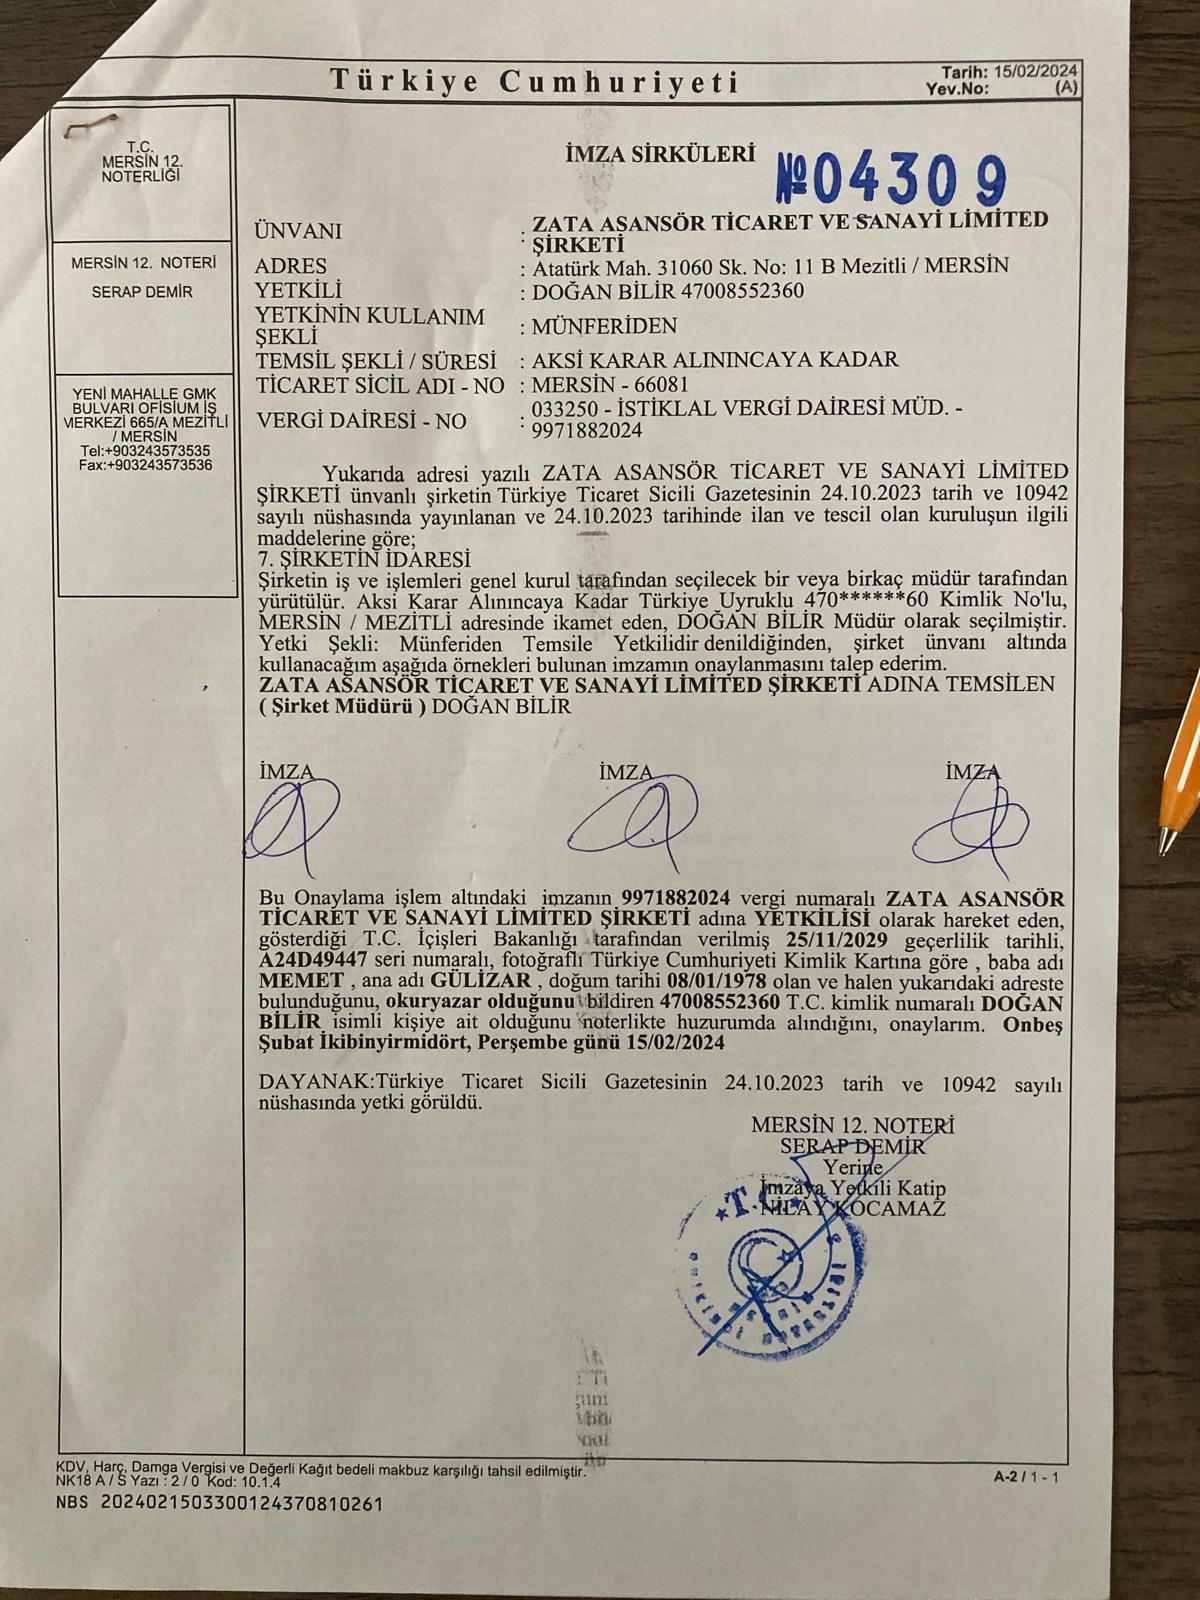 Türkiye Cumhuriyeti
Tarih: 15/02/2024
Yev.No: (A)
T.C.
MERSİN 12.
NOTERLİĞİ
MERSİN 12. NOTERİ
SERAP DEMİR
YENİ MAHALLE GMK
BULVARI OFİSİUM İŞ
MERKEZİ 665/A MEZİTLİ
/ MERSİN
Tel:+903243573535
Fax:+903243573536
İMZA SİRKÜLERİ
№ 04309
ÜNVANI : ZATA ASANSÖR TİCARET VE SANAYİ LİMİTED
ŞİRKETİ
ADRES : Atatürk Mah. 31060 Sk. No: 11 B Mezitli / MERSİN
YETKİLİ : DOĞAN BİLİR 47008552360
YETKİNİN KULLANIM
ŞEKLİ : MÜNFERİDEN
TEMSİL ŞEKLİ / SÜRESİ : AKSİ KARAR ALININCAYA KADAR
TİCARET SİCİL ADI - NO : MERSİN - 66081
VERGİ DAİRESİ - NO : 033250 - İSTİKLAL VERGİ DAİRESİ MÜD. -
9971882024
Yukarıda adresi yazılı ZATA ASANSÖR TİCARET VE SANAYİ LİMİTED
ŞİRKETİ ünvanlı şirketin Türkiye Ticaret Sicili Gazetesinin 24.10.2023 tarih ve 10942
sayılı nüshasında yayınlanan ve 24.10.2023 tarihinde ilan ve tescil olan kuruluşun ilgili
maddelerine göre;
7. ŞİRKETİN İDARESİ
Şirketin iş ve işlemleri genel kurul tarafından seçilecek bir veya birkaç müdür tarafından
yürütülür. Aksi Karar Alınıncaya Kadar Türkiye Uyruklu 470******60 Kimlik No'lu,
MERSİN / MEZİTLİ adresinde ikamet eden, DOĞAN BİLİR Müdür olarak seçilmiştir.
Yetki Şekli: Münferiden Temsile Yetkilidir denildiğinden, şirket ünvanı altında
kullanacağım aşağıda örnekleri bulunan imzamın onaylanmasını talep ederim.
ZATA ASANSÖR TİCARET VE SANAYİ LİMİTED ŞİRKETİ ADINA TEMSİLEN
( Şirket Müdürü ) DOĞAN BİLİR
İMZA İMZA İMZA
Bu Onaylama işlem altındaki imzanın 9971882024 vergi numaralı ZATA ASANSÖR
TİCARET VE SANAYİ LİMİTED ŞİRKETİ adına YETKİLİSİ olarak hareket eden,
gösterdiği T.C. İçişleri Bakanlığı tarafından verilmiş 25/11/2029 geçerlilik tarihli,
A24D49447 seri numaralı, fotoğraflı Türkiye Cumhuriyeti Kimlik Kartına göre , baba adı
MEMET , ana adı GÜLİZAR , doğum tarihi 08/01/1978 olan ve halen yukarıdaki adreste
bulunduğunu, okuryazar olduğunu bildiren 47008552360 T.C. kimlik numaralı DOĞAN
BİLİR isimli kişiye ait olduğunu noterlikte huzurumda alındığını, onaylarım. Onbeş
Şubat İkibinyirmidört, Perşembe günü 15/02/2024
DAYANAK:Türkiye Ticaret Sicili Gazetesinin 24.10.2023 tarih ve 10942 sayılı
nüshasında yetki görüldü.
MERSİN 12. NOTERİ
SERAP DEMİR
Yerine
İmzaya Yetkili Katip
NİLAY KOCAMAZ
T.C.
KDV, Harç, Damga Vergisi ve Değerli Kağıt bedeli makbuz karşılığı tahsil edilmiştir.
NK18 A / S Yazı : 2 / 0 Kod: 10.1.4
A-2 / 1 - 1
NBS 20240215033001243708​10261